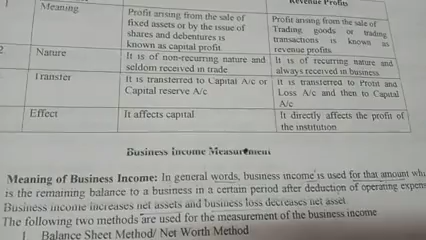 Revenue Profits
1 Meaning Profit arising from the sale of Profit arising from the sale of
fixed assets or by the issue of Trading goods or trading
shares and debentures is transactions is known as
known as capital profit revenue profits
2 Nature It is of non-recurring nature and It is of recurring nature and
seldom received in trade always received in business
Transfer It is transferred to Capital A/c or It is transferred to Profit and
Capital reserve A/c Loss A/c and then to Capital
A/c
Effect It affects capital It directly affects the profit of
the institution
Business Income Measurement
Meaning of Business Income: In general words, business income is used for that amount
is the remaining balance to a business in a certain period after deduction of operating
Business income increases net assets and business loss decreases net asset
The following two methods are used for the measurement of the business income
1 Balance Sheet Method/ Net Worth Method